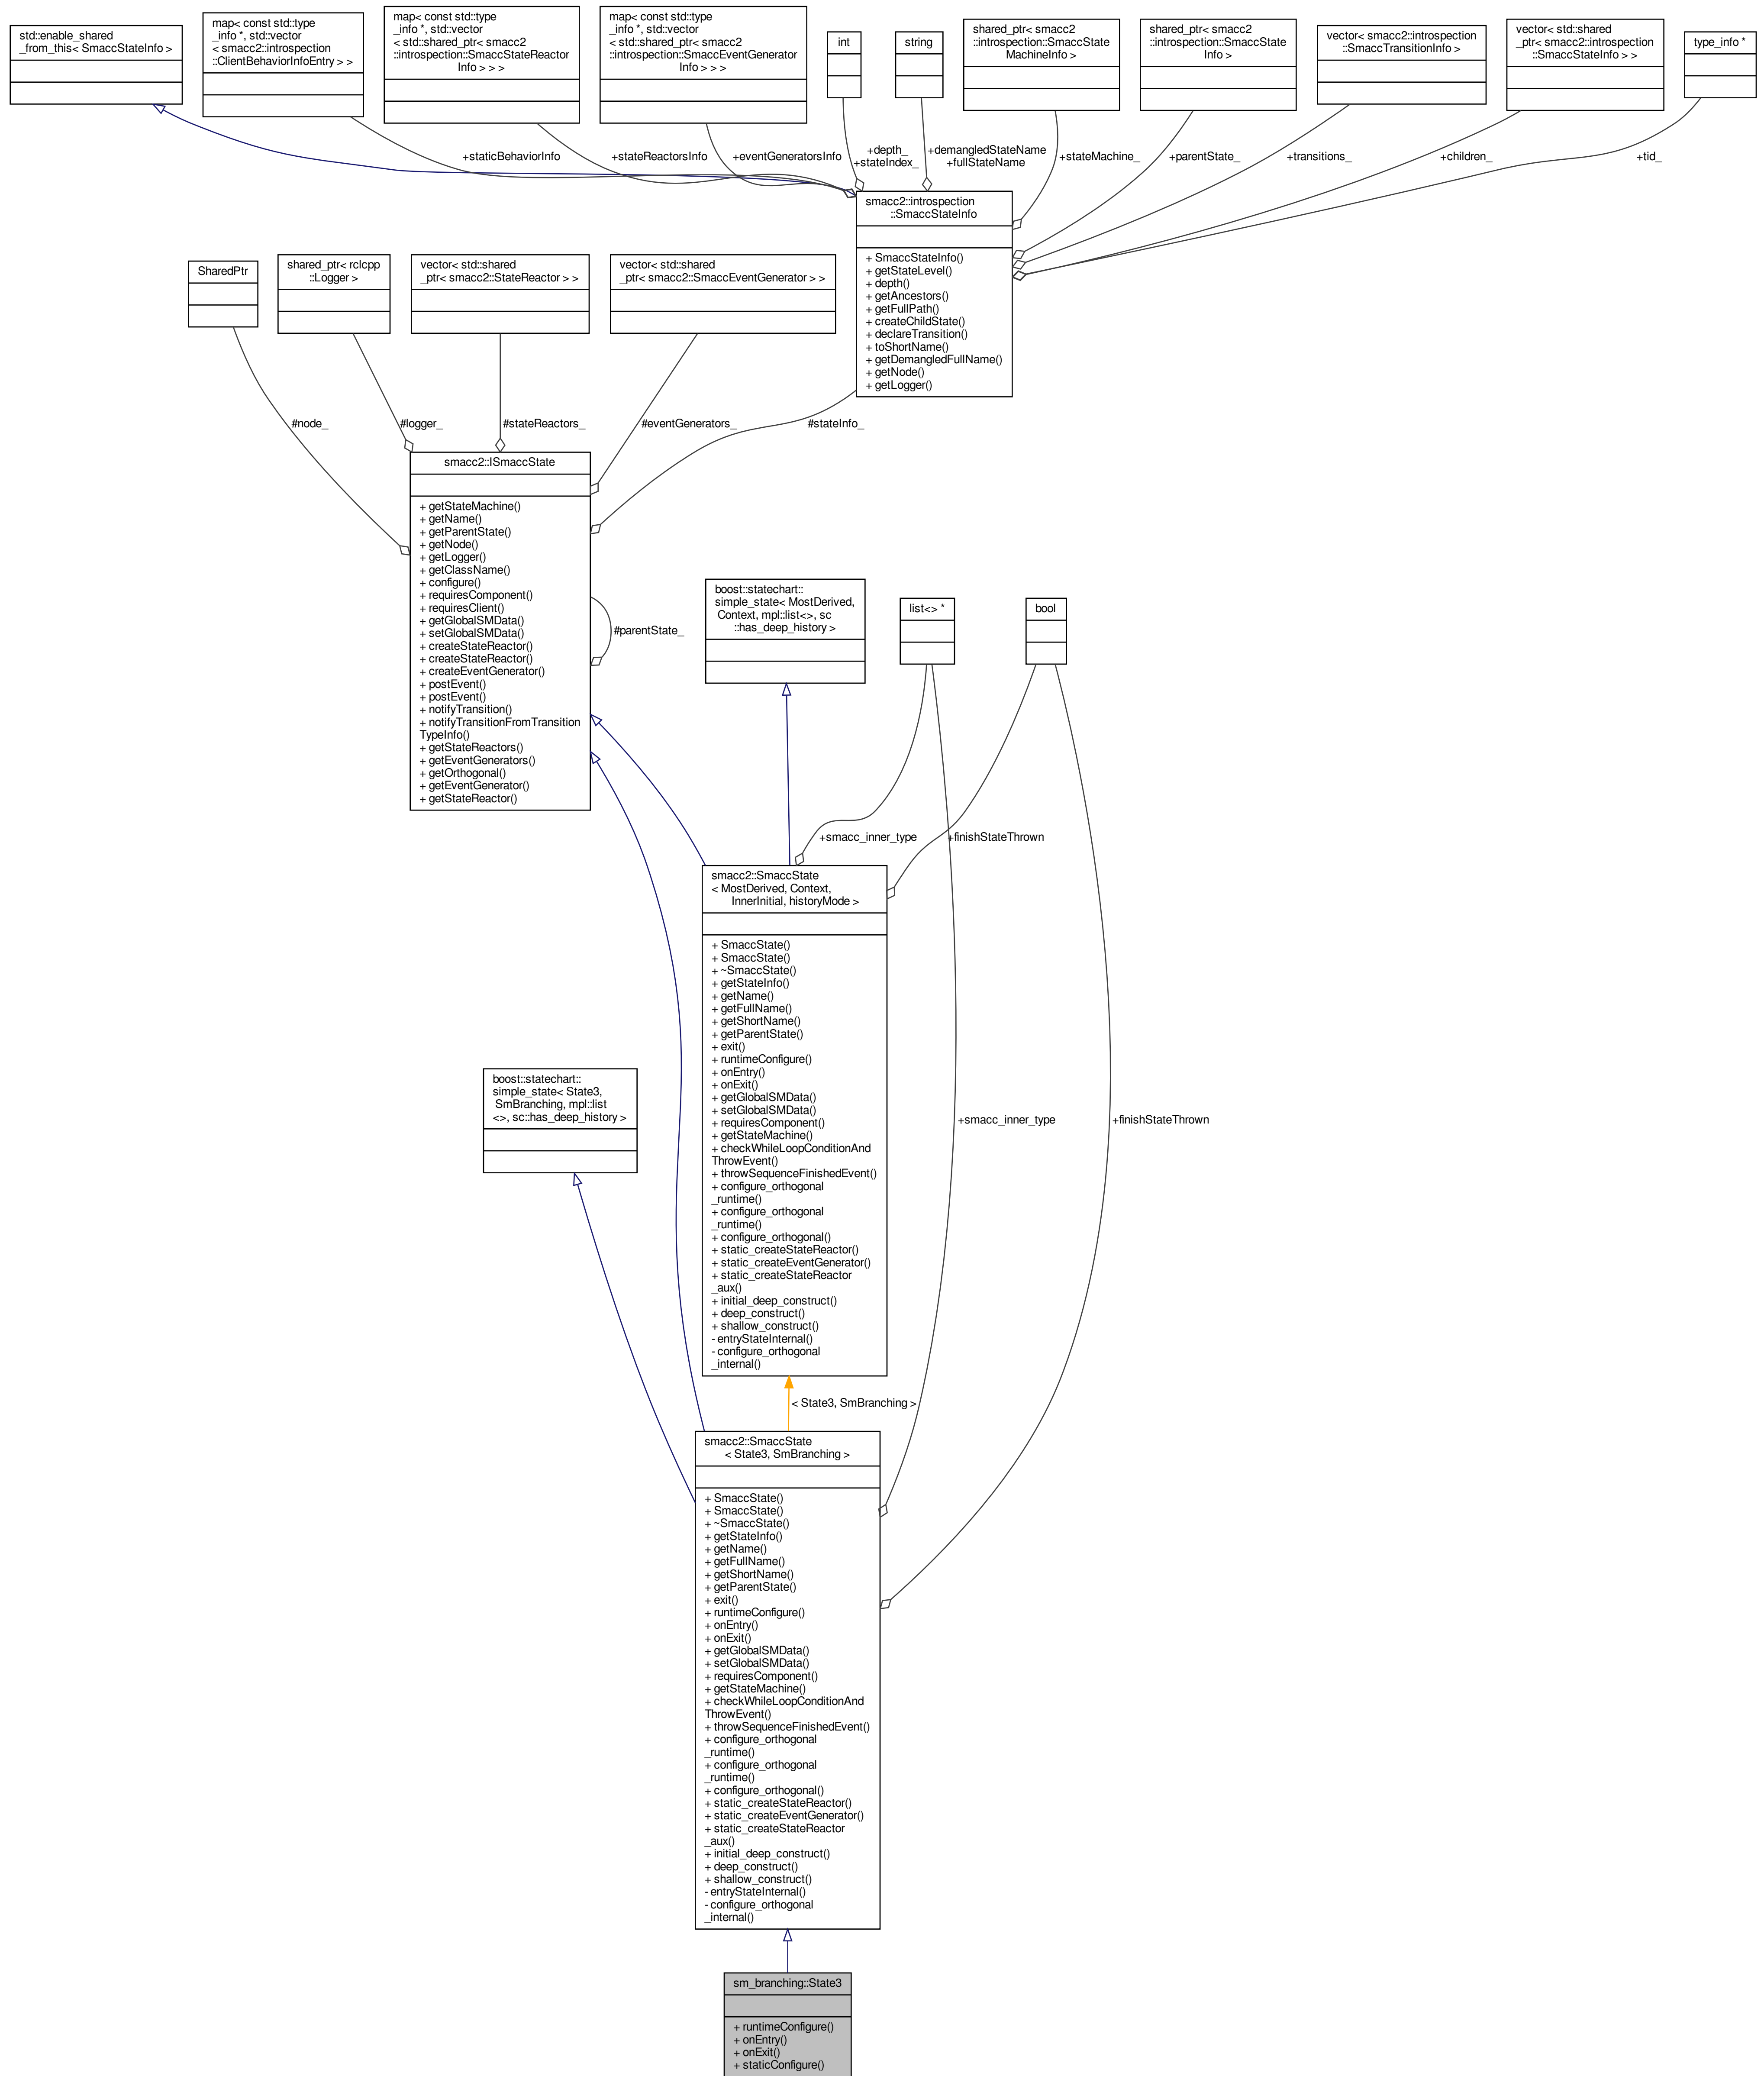 std::enable_shared
_from_this< SmaccStateInfo >
map< const std::type
_info *, std::vector
< smacc2::introspection
::ClientBehaviorInfoEntry > >
map< const std::type
_info *, std::vector
< std::shared_ptr< smacc2
::introspection::SmaccStateReactor
Info > > >
map< const std::type
_info *, std::vector
< std::shared_ptr< smacc2
::introspection::SmaccEventGenerator
Info > > >
int
string
shared_ptr< smacc2
::introspection::SmaccState
MachineInfo >
shared_ptr< smacc2
::introspection::SmaccState
Info >
vector< smacc2::introspection
::SmaccTransitionInfo >
vector< std::shared
_ptr< smacc2::introspection
::SmaccStateInfo > >
type_info *
+staticBehaviorInfo
+stateReactorsInfo
+eventGeneratorsInfo
+depth_
+stateIndex_
+demangledStateName
+fullStateName
+stateMachine_
+parentState_
+transitions_
+children_
+tid_
smacc2::introspection
::SmaccStateInfo
+ SmaccStateInfo()
+ getStateLevel()
+ depth()
+ getAncestors()
+ getFullPath()
+ createChildState()
+ declareTransition()
+ toShortName()
+ getDemangledFullName()
+ getNode()
+ getLogger()
SharedPtr
shared_ptr< rclcpp
::Logger >
vector< std::shared
_ptr< smacc2::StateReactor > >
vector< std::shared
_ptr< smacc2::SmaccEventGenerator > >
#node_
#logger_
#stateReactors_
#eventGenerators_
#stateInfo_
smacc2::ISmaccState
+ getStateMachine()
+ getName()
+ getParentState()
+ getNode()
+ getLogger()
+ getClassName()
+ configure()
+ requiresComponent()
+ requiresClient()
+ getGlobalSMData()
+ setGlobalSMData()
+ createStateReactor()
+ createStateReactor()
+ createEventGenerator()
+ postEvent()
+ postEvent()
+ notifyTransition()
+ notifyTransitionFromTransition
TypeInfo()
+ getStateReactors()
+ getEventGenerators()
+ getOrthogonal()
+ getEventGenerator()
+ getStateReactor()
#parentState_
boost::statechart::
simple_state< MostDerived,
Context, mpl::list<>, sc
::has_deep_history >
list<> *
bool
+smacc_inner_type
+finishStateThrown
smacc2::SmaccState
< MostDerived, Context,
InnerInitial, historyMode >
+ SmaccState()
+ SmaccState()
+ ~SmaccState()
+ getStateInfo()
+ getName()
+ getFullName()
+ getShortName()
+ getParentState()
+ exit()
+ runtimeConfigure()
+ onEntry()
+ onExit()
+ getGlobalSMData()
+ setGlobalSMData()
+ requiresComponent()
+ getStateMachine()
+ checkWhileLoopConditionAnd
ThrowEvent()
+ throwSequenceFinishedEvent()
+ configure_orthogonal
_runtime()
+ configure_orthogonal
_runtime()
+ configure_orthogonal()
+ static_createStateReactor()
+ static_createEventGenerator()
+ static_createStateReactor
_aux()
+ initial_deep_construct()
+ deep_construct()
+ shallow_construct()
- entryStateInternal()
- configure_orthogonal
_internal()
boost::statechart::
simple_state< State3,
SmBranching, mpl::list
<>, sc::has_deep_history >
+smacc_inner_type
+finishStateThrown
< State3, SmBranching >
smacc2::SmaccState
< State3, SmBranching >
+ SmaccState()
+ SmaccState()
+ ~SmaccState()
+ getStateInfo()
+ getName()
+ getFullName()
+ getShortName()
+ getParentState()
+ exit()
+ runtimeConfigure()
+ onEntry()
+ onExit()
+ getGlobalSMData()
+ setGlobalSMData()
+ requiresComponent()
+ getStateMachine()
+ checkWhileLoopConditionAnd
ThrowEvent()
+ throwSequenceFinishedEvent()
+ configure_orthogonal
_runtime()
+ configure_orthogonal
_runtime()
+ configure_orthogonal()
+ static_createStateReactor()
+ static_createEventGenerator()
+ static_createStateReactor
_aux()
+ initial_deep_construct()
+ deep_construct()
+ shallow_construct()
- entryStateInternal()
- configure_orthogonal
_internal()
sm_branching::State3
+ runtimeConfigure()
+ onEntry()
+ onExit()
+ staticConfigure()